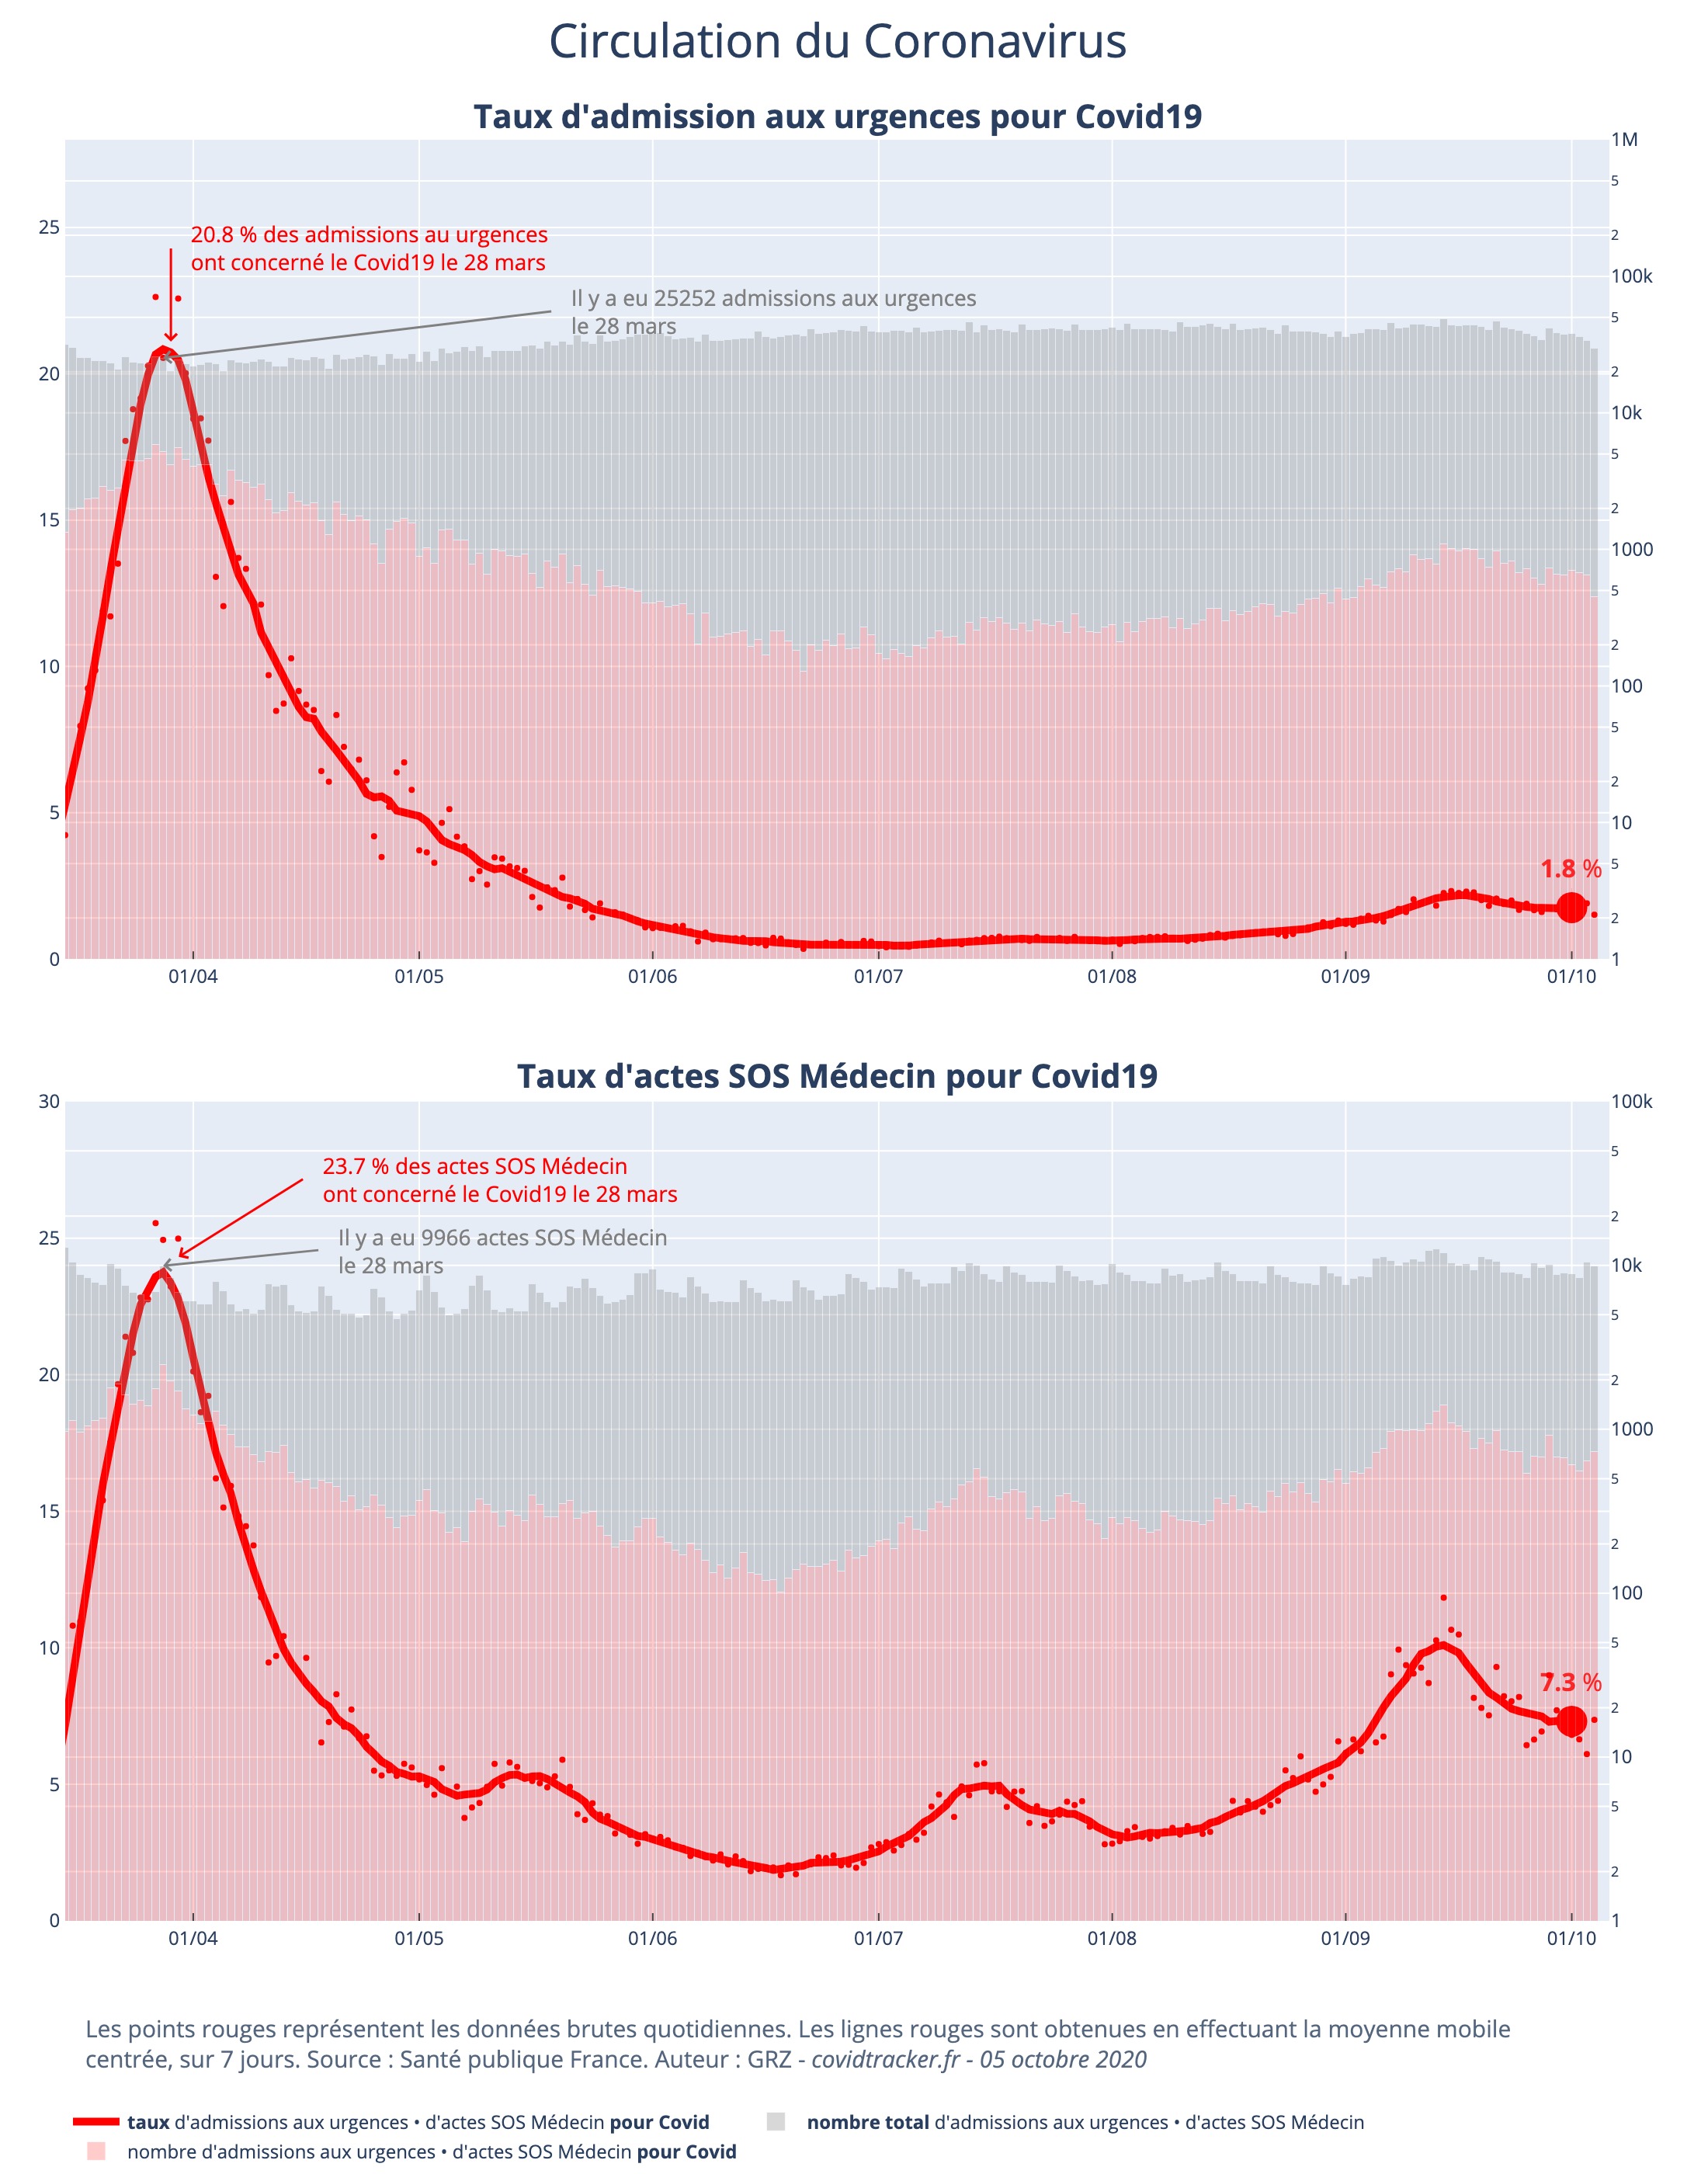 Circulation du Coronavirus
Taux d'admission aux urgences pour Covid19
1M
5
25
2
20.8 % des admissions au urgences
ont concerné le Covid19 le 28 mars
100k
Il y a eu 25252 admissions aux urgences
le 28 mars
5
20
2
10k
5
15
2
1000
5
10
2
100
5
2
5
10
1.8 %
5
2
0
1
01/04
01/05
01/06
01/07
01/08
01/09
01/10
Taux d'actes SOS Médecin pour Covid19
30
100k
5
23.7 % des actes SOS Médecin
ont concerné le Covid19 le 28 mars
2
25
Il y a eu 9966 actes SOS Médecin
le 28 mars
10k
5
20
2
1000
5
15
2
100
10
5
7.3 %
2
10
5
5
2
0
1
01/04
01/05
01/06
01/07
01/08
01/09
01/10
Les points rouges représentent les données brutes quotidiennes. Les lignes rouges sont obtenues en effectuant la moyenne mobile
centrée, sur 7 jours. Source : Santé publique France. Auteur : GRZ - covidtracker.fr - 05 octobre 2020
taux d'admissions aux urgences • d'actes SOS Médecin pour Covid
nombre total d'admissions aux urgences • d'actes SOS Médecin
nombre d'admissions aux urgences • d'actes SOS Médecin pour Covid